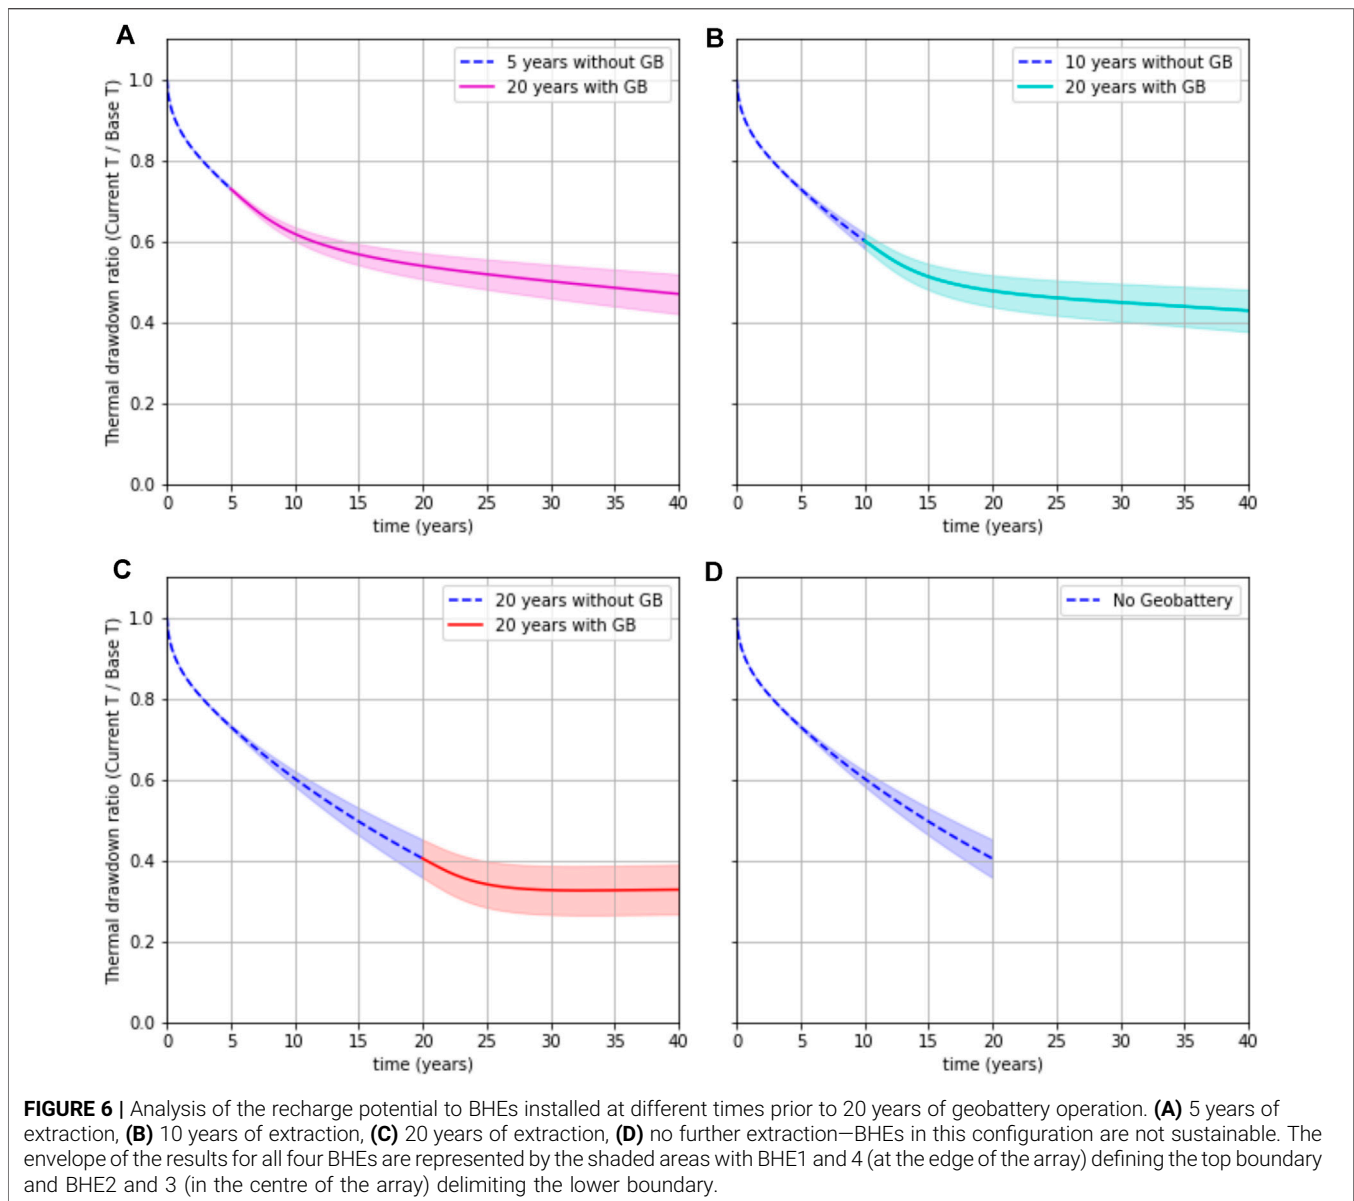 A
5 years without GB
20 years with GB
Thermal drawdown ratio (Current T / Base T)
1.0
0.8
0.6
0.4
0.2
0.0
0 5 10 15 20 25 30 35 40
time (years)
B
10 years without GB
20 years with GB
0 5 10 15 20 25 30 35 40
time (years)
C
20 years without GB
20 years with GB
Thermal drawdown ratio (Current T / Base T)
1.0
0.8
0.6
0.4
0.2
0.0
0 5 10 15 20 25 30 35 40
time (years)
D
No Geobattery
0 5 10 15 20 25 30 35 40
time (years)
FIGURE 6 | Analysis of the recharge potential to BHEs installed at different times prior to 20 years of geobattery operation. (A) 5 years of
extraction, (B) 10 years of extraction, (C) 20 years of extraction, (D) no further extraction—BHEs in this configuration are not sustainable. The
envelope of the results for all four BHEs are represented by the shaded areas with BHE1 and 4 (at the edge of the array) defining the top boundary
and BHE2 and 3 (in the centre of the array) delimiting the lower boundary.